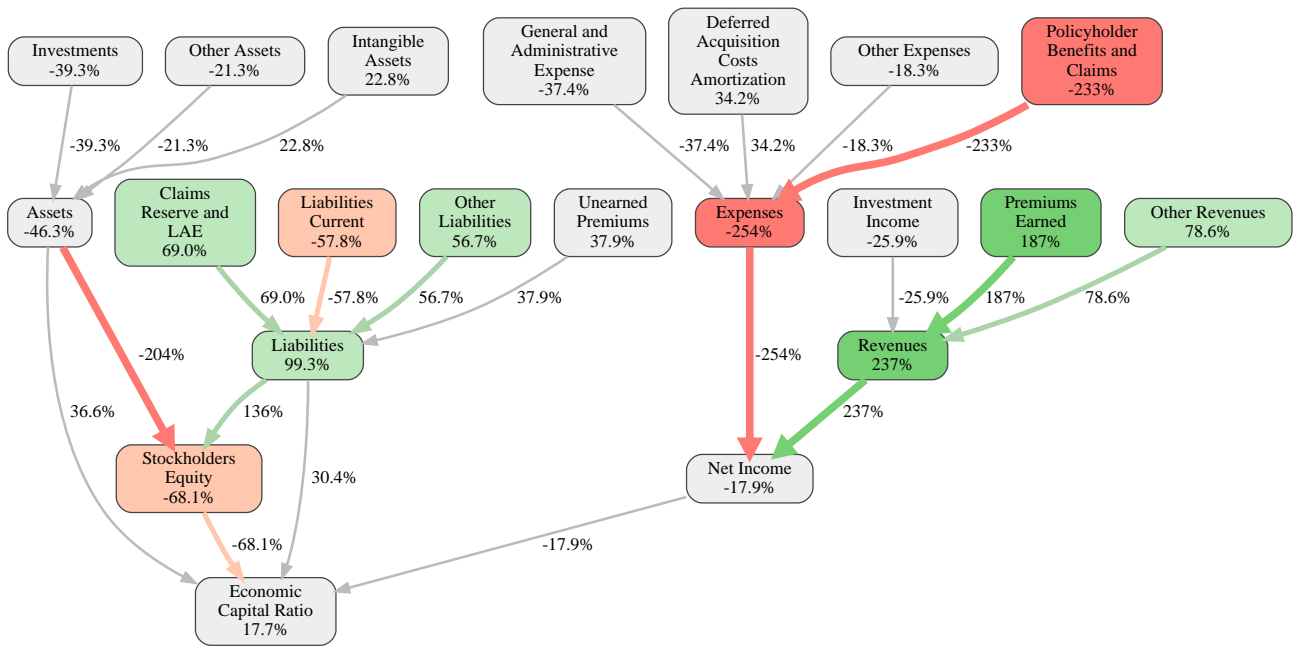 Investments
-39.3%
Other Assets
-21.3%
Intangible
Assets
22.8%
General and
Administrative
Expense
-37.4%
Deferred
Acquisition
Costs
Amortization
34.2%
Other Expenses
-18.3%
Policyholder
Benefits and
Claims
-233%
-39.3%
-21.3%
22.8%
-37.4%
34.2%
-18.3%
-233%
Assets
-46.3%
Claims
Reserve and
LAE
69.0%
Liabilities
Current
-57.8%
Other
Liabilities
56.7%
Unearned
Premiums
37.9%
Expenses
-254%
Investment
Income
-25.9%
Premiums
Earned
187%
Other Revenues
78.6%
69.0%
-57.8%
56.7%
37.9%
-25.9%
187%
78.6%
Liabilities
99.3%
Revenues
237%
-204%
-254%
36.6%
136%
237%
Stockholders
Equity
-68.1%
30.4%
Net Income
-17.9%
-68.1%
-17.9%
Economic
Capital Ratio
17.7%